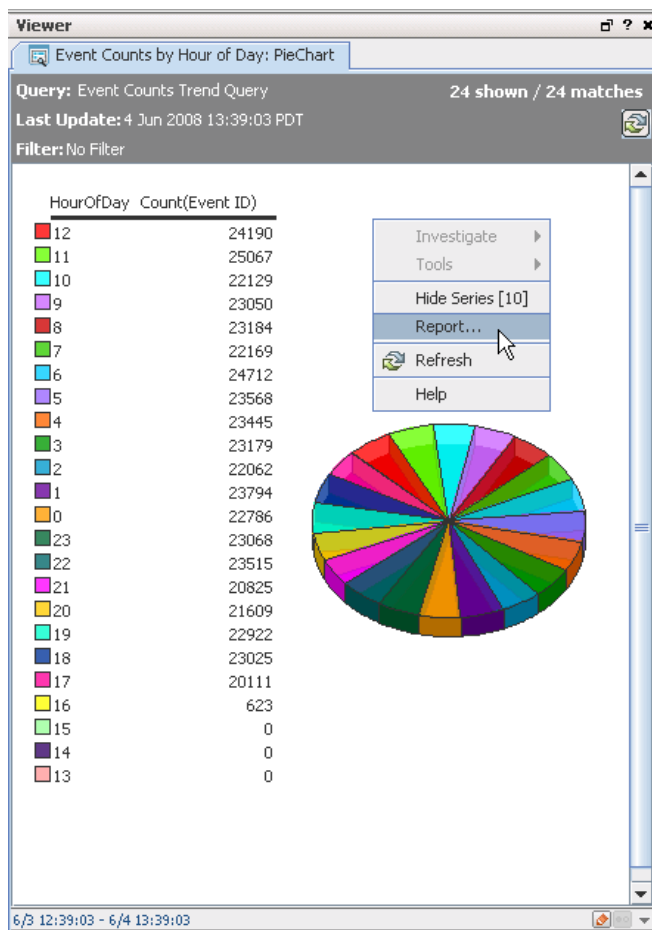 Viewer
Event Counts by Hour of Day: PieChart
Query: Event Counts Trend Query 24 shown / 24 matches
Last Update: 4 Jun 2008 13:39:03 PDT
Filter: No Filter
HourOfDay Count(Event ID)
12 24190
11 25067
10 22129
9 23050
8 23184
7 22169
6 24712
5 23568
4 23445
3 23179
2 22062
1 23794
0 22786
23 23068
22 23515
21 20825
20 21609
19 22922
18 23025
17 20111
16 623
15 0
14 0
13 0
Investigate
Tools
Hide Series [10]
Report...
Refresh
Help
6/3 12:39:03 - 6/4 13:39:03